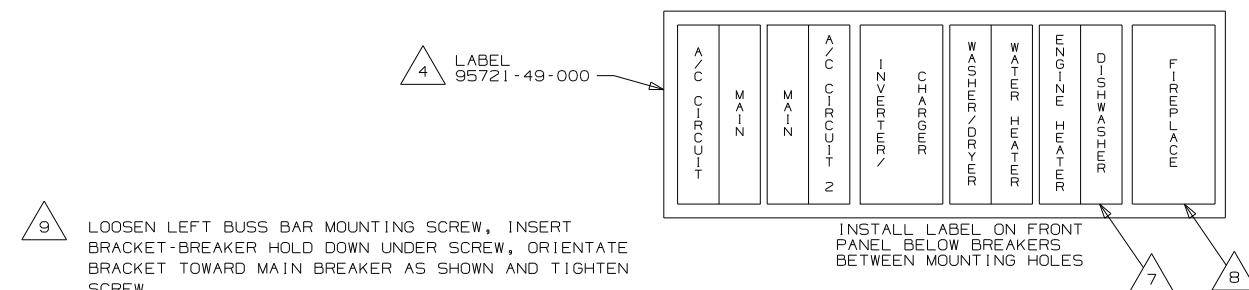 4
LABEL
95721-49-000
A/C CIRCUIT
MAIN
MAIN
A/C CIRCUIT 2
INVERTER/
CHARGER
WASHER/DRYER
WATER HEATER
ENGINE HEATER
DISHWASHER
FIREPLACE
INSTALL LABEL ON FRONT
PANEL BELOW BREAKERS
BETWEEN MOUNTING HOLES
7
8
9
LOOSEN LEFT BUSS BAR MOUNTING SCREW, INSERT
BRACKET-BREAKER HOLD DOWN UNDER SCREW, ORIENTATE
BRACKET TOWARD MAIN BREAKER AS SHOWN AND TIGHTEN
SCREW